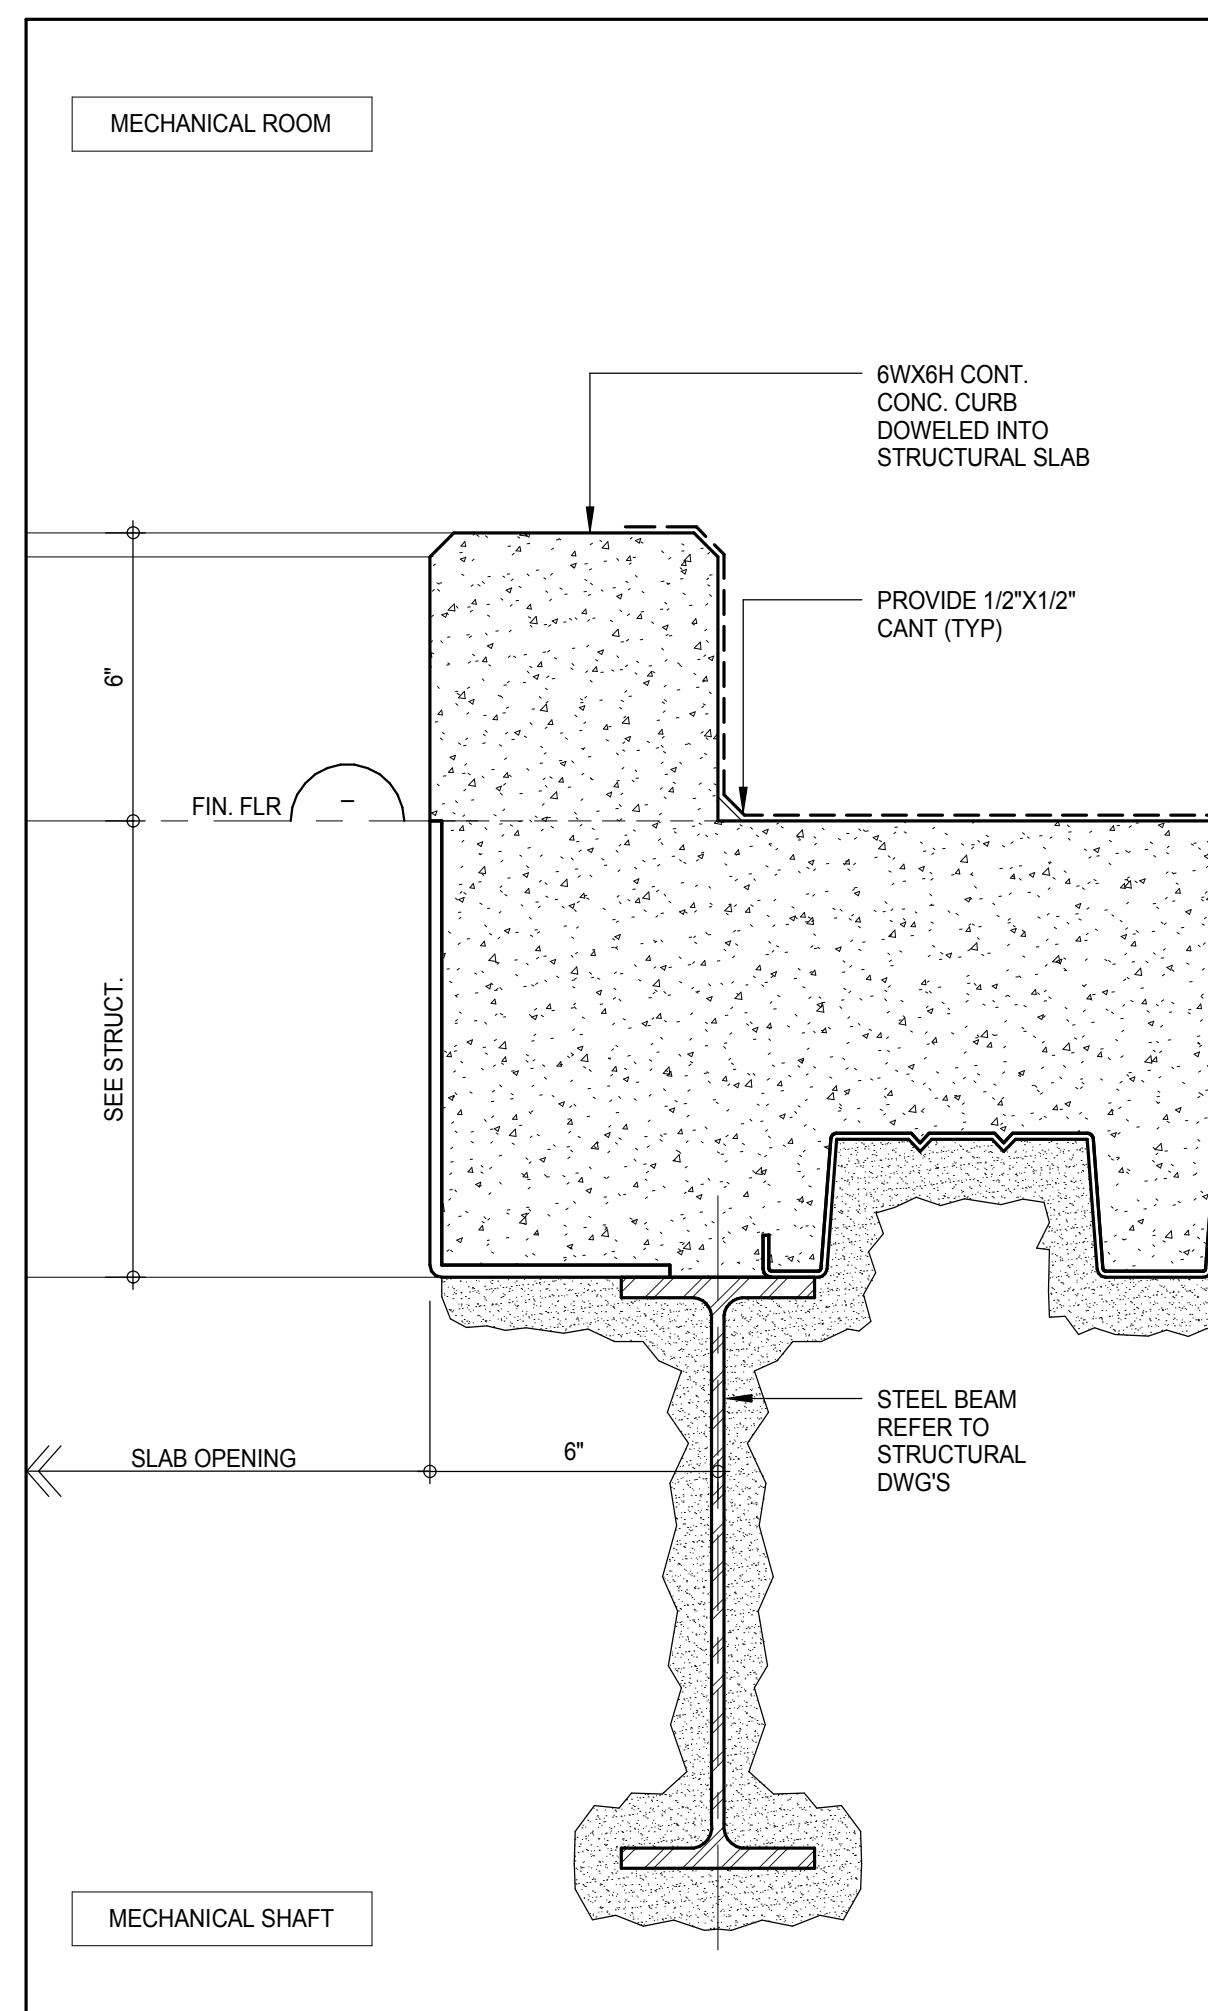 MECHANICAL ROOM
6WX6H CONT.
CONC. CURB
DOWELED INTO
STRUCTURAL SLAB
PROVIDE 1/2"X1/2"
CANT (TYP)
6"
FIN. FLR
–
SEE STRUCT.
STEEL BEAM
REFER TO
STRUCTURAL
DWG'S
SLAB OPENING
6"
MECHANICAL SHAFT